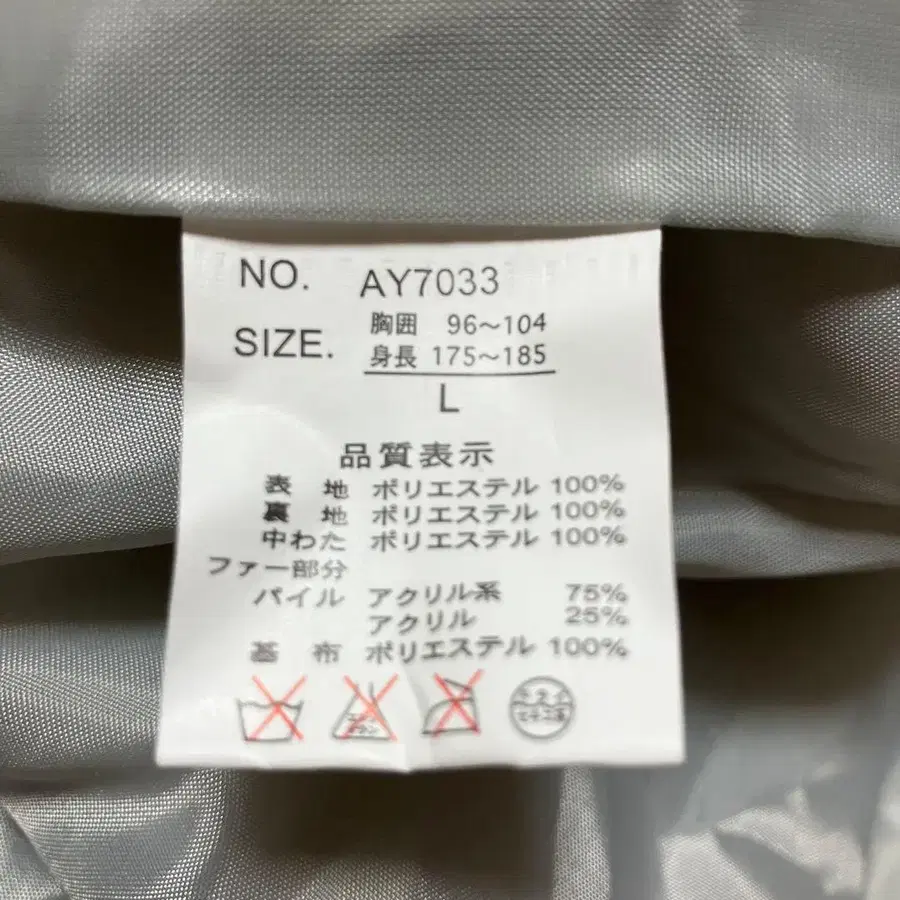 NO. AY7033
SIZE. 胸囲 96～104
身長 175～185
L
品質表示
表 地 ポリエステル 100%
裏 地 ポリエステル 100%
中わた ポリエステル 100%
ファー部分
パイル アクリル系 75%
アクリル 25%
基 布 ポリエステル 100%